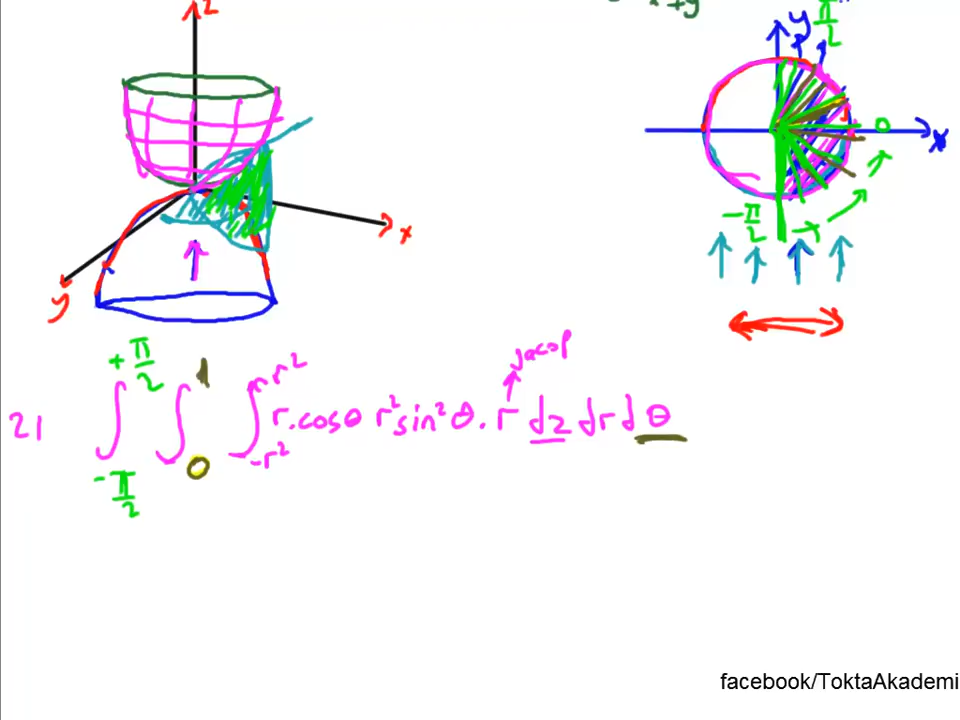 z
x
y
y
π/2
x
0
-π/2
jacop
21 ∫_{-π/2}^{+π/2} ∫_0^1 ∫_{-r²}^{r²} r.cosθ r²sin²θ . r dz dr dθ
facebook/ToktaAkademi